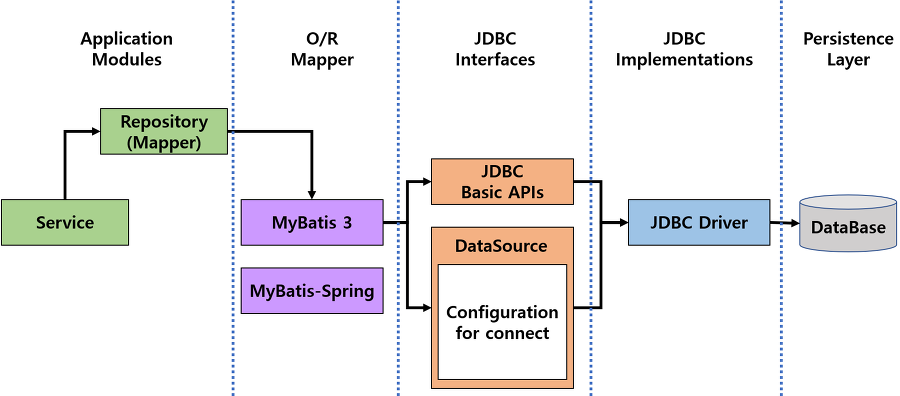 Application
Modules
O/R
Mapper
JDBC
Interfaces
JDBC
Implementations
Persistence
Layer
Repository
(Mapper)
Service
MyBatis 3
MyBatis-Spring
JDBC
Basic APIs
DataSource
Configuration
for connect
JDBC Driver
DataBase